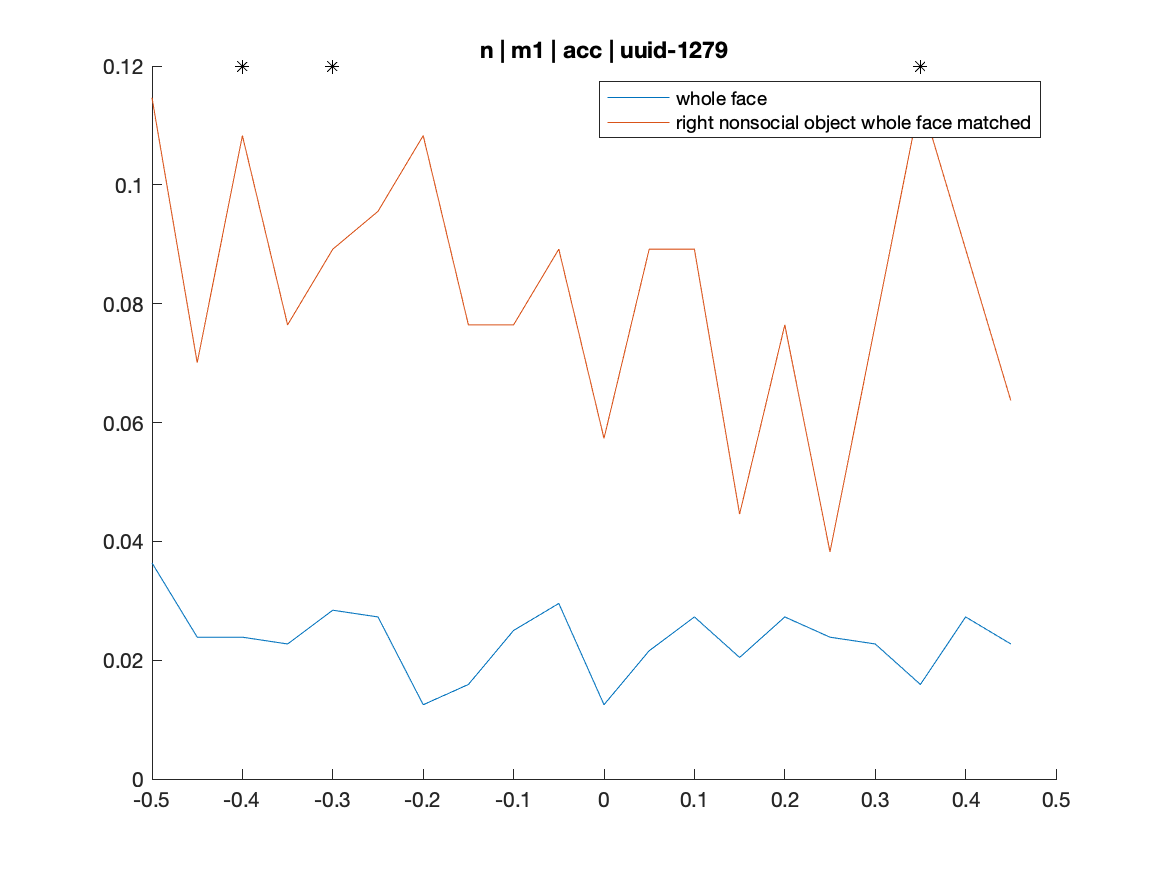 n | m1 | acc | uuid-1279
0.12
whole face
right nonsocial object whole face matched
0.1
0.08
0.06
0.04
0.02
0
-0.5 -0.4 -0.3 -0.2 -0.1 0 0.1 0.2 0.3 0.4 0.5